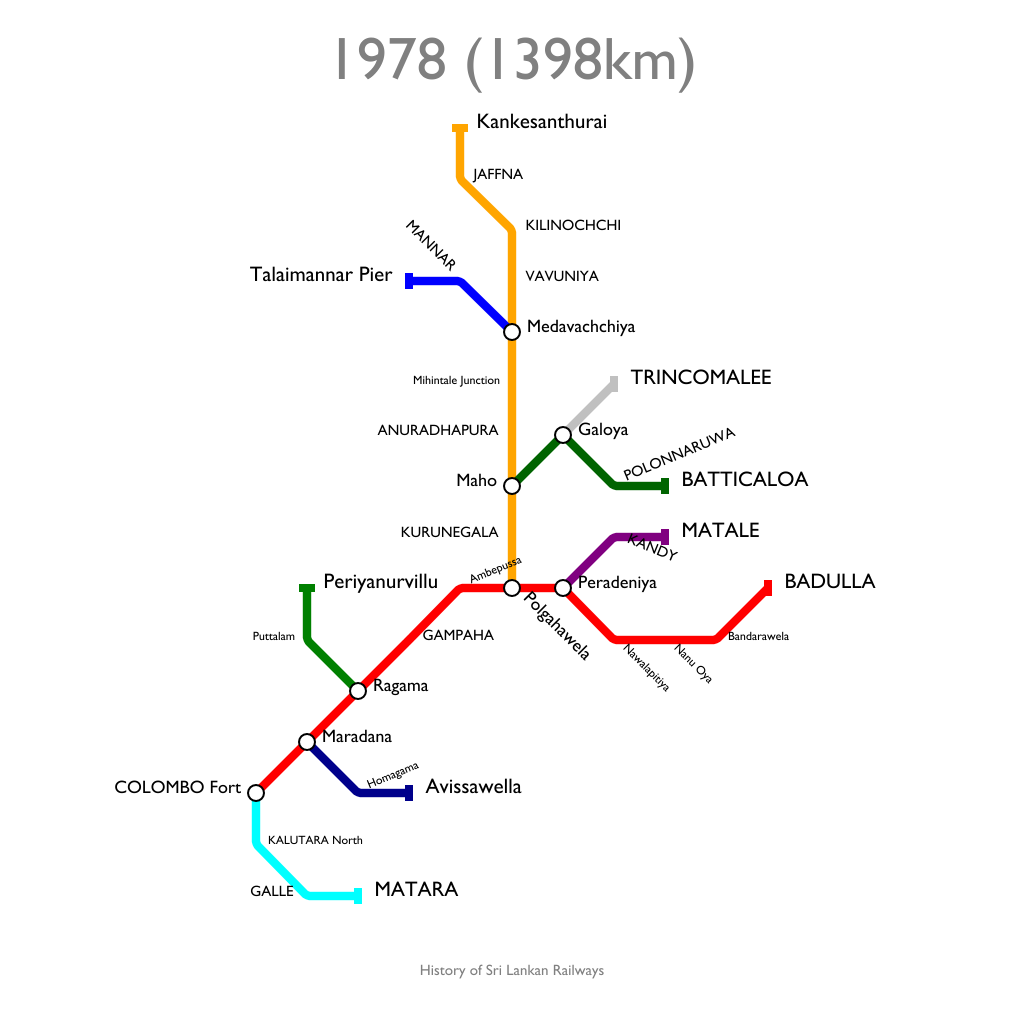 1978 (1398km)
Kankesanthurai
JAFFNA
KILINOCHCHI
MANNAR
Talaimannar Pier
VAVUNIYA
Medavachchiya
Mihintale Junction
TRINCOMALEE
ANURADHAPURA
Galoya
POLONNARUWA
Maho
BATTICALOA
KURUNEGALA
MATALE
KANDY
Ambepussa
Periyanurvillu
Peradeniya
BADULLA
Polgahawela
Puttalam
GAMPAHA
Bandarawela
Nawalapitiya
Nanu Oya
Ragama
Maradana
Homagama
COLOMBO Fort
Avissawella
KALUTARA North
GALLE
MATARA
History of Sri Lankan Railways